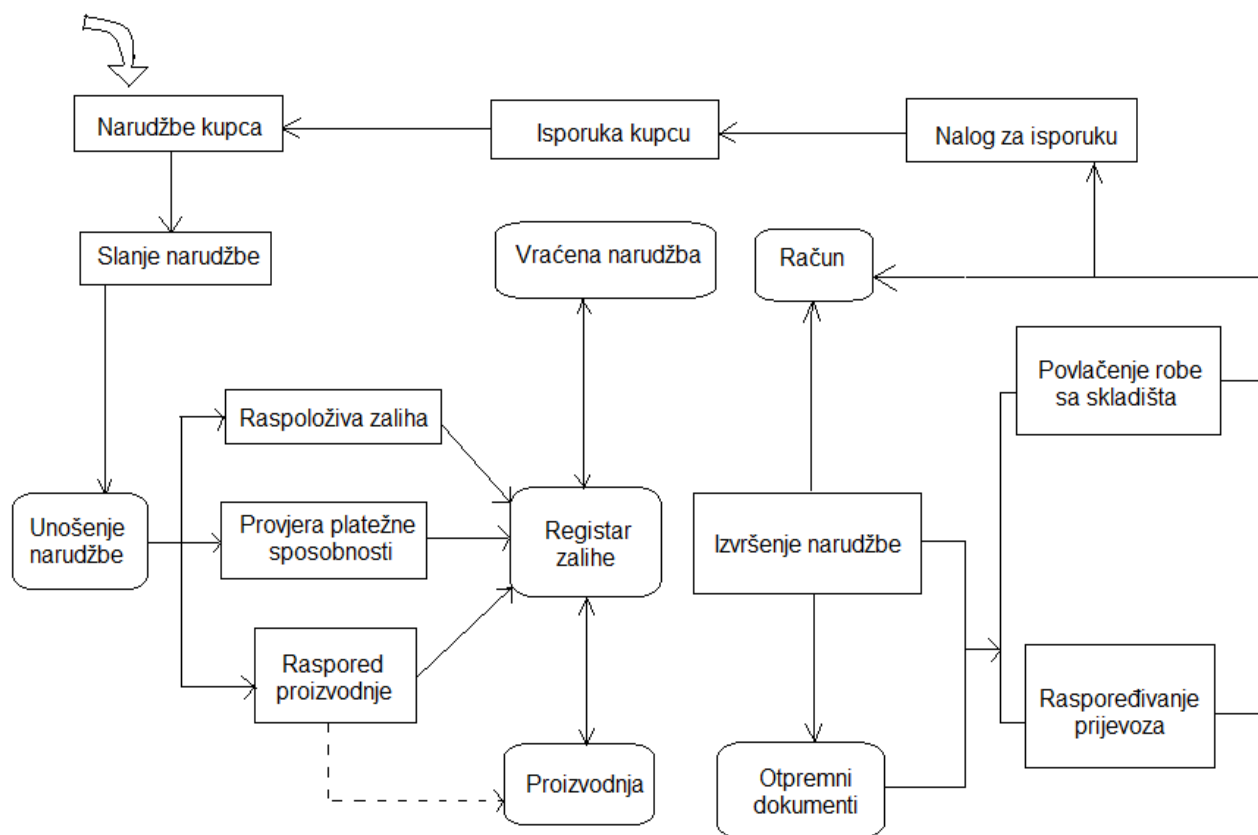 Narudžbe kupca
Isporuka kupcu
Nalog za isporuku
Slanje narudžbe
Vraćena narudžba
Račun
Raspoloživa zaliha
Povlačenje robe
sa skladišta
Unošenje
narudžbe
Provjera platežne
sposobnosti
Registar
zalihe
Izvršenje narudžbe
Raspored
proizvodnje
Raspoređivanje
prijevoza
Proizvodnja
Otpremni
dokumenti